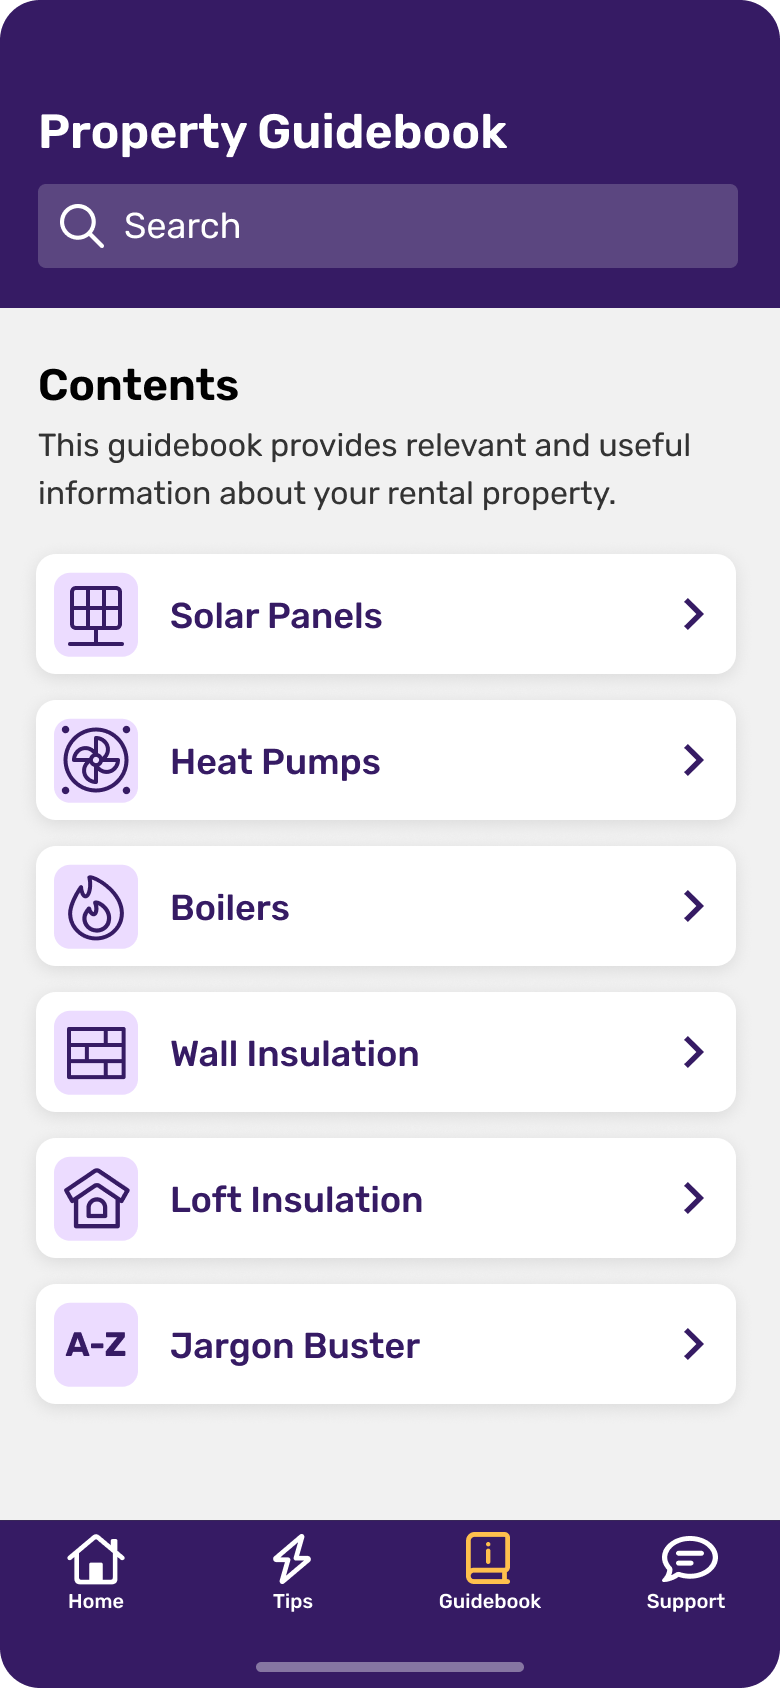 Property Guidebook
Search
Contents
This guidebook provides relevant and useful
information about your rental property.
Solar Panels
Heat Pumps
Boilers
Wall Insulation
Loft Insulation
A-Z
Jargon Buster
Home
Tips
Guidebook
Support